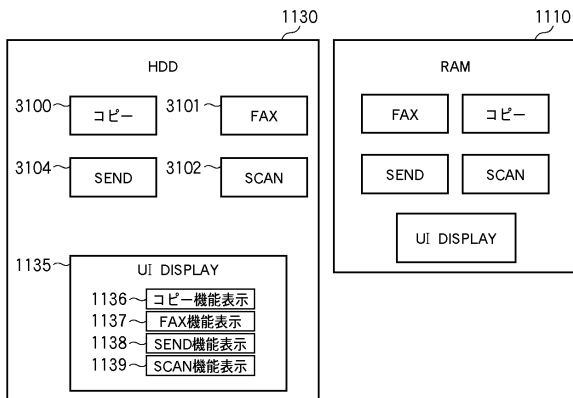 1130
1110
HDD
RAM
3100
コピー
3101
FAX
FAX
コピー
3104
SEND
3102
SCAN
SEND
SCAN
UI DISPLAY
1135
UI DISPLAY
1136
コピー機能表示
1137
FAX機能表示
1138
SEND機能表示
1139
SCAN機能表示